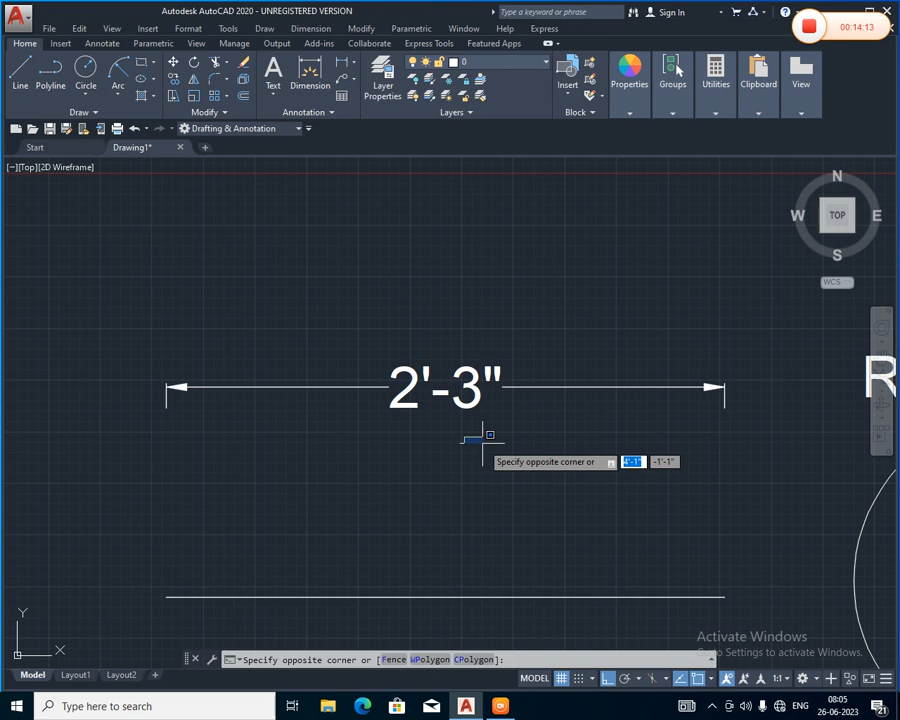 Autodesk AutoCAD 2020 - UNREGISTERED VERSION
Type a keyword or phrase
Sign In
00:14:13
File Edit View Insert Format Tools Draw Dimension Modify Parametric Window Help Express
Home Insert Annotate Parametric View Manage Output Add-ins Collaborate Express Tools Featured Apps
Line Polyline Circle Arc
Text Dimension
Layer Properties
0
Insert
Properties Groups Utilities Clipboard View
Draw Modify Annotation Layers Block
Drafting & Annotation
Start Drawing1*
[−][Top][2D Wireframe]
N
W TOP E
S
WCS
2'-3"
R
Specify opposite corner or 4'-1" -1'-1"
Y
X
Activate Windows
Go to Settings to activate Windows.
Specify opposite corner or [Fence WPolygon CPolygon]:
Model Layout1 Layout2 +
MODEL 1:1
Type here to search
ENG
08:05
26-06-2023
21